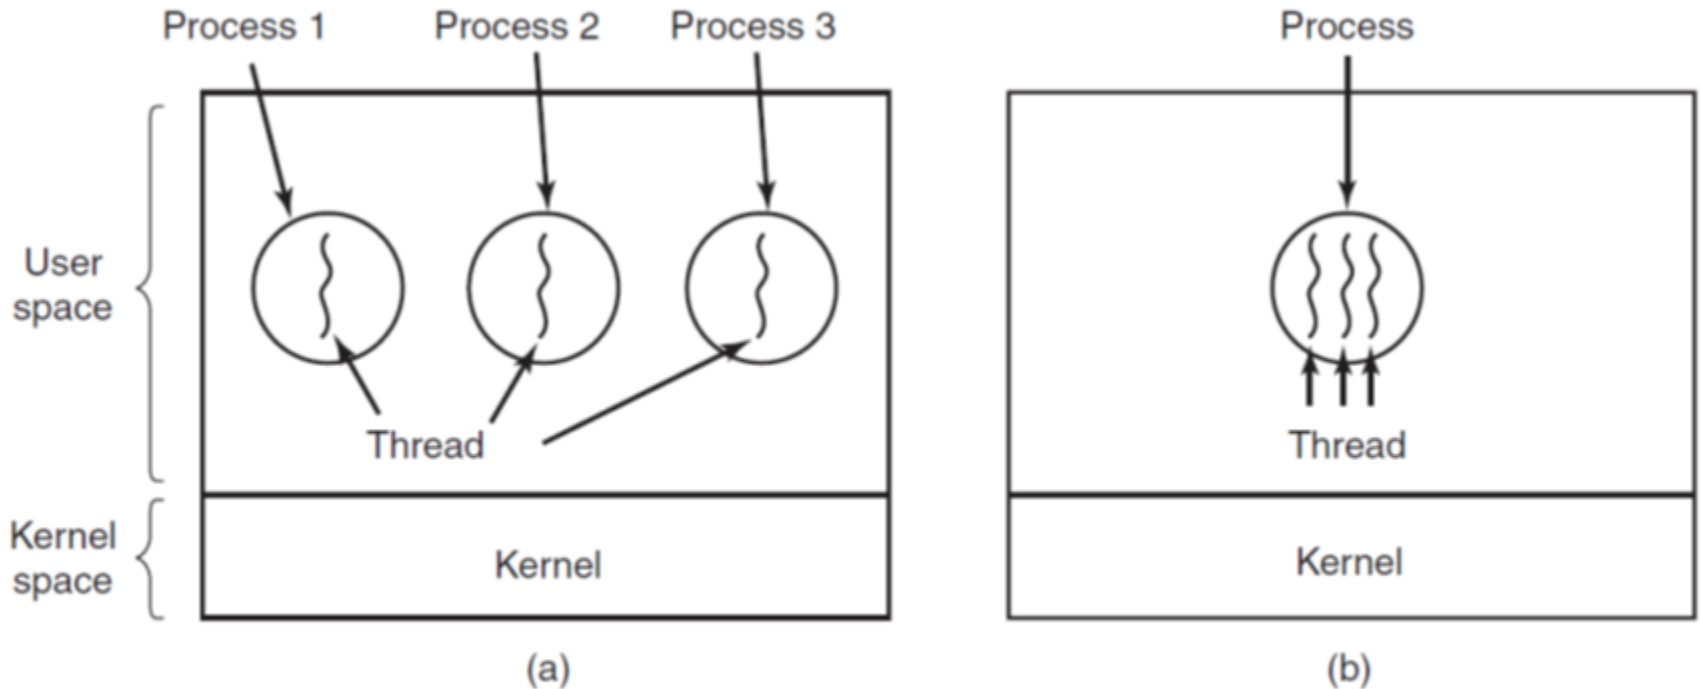 Process 1 Process 2 Process 3
User
space
Thread
Kernel
space
Kernel
(a)
Process
Thread
Kernel
(b)